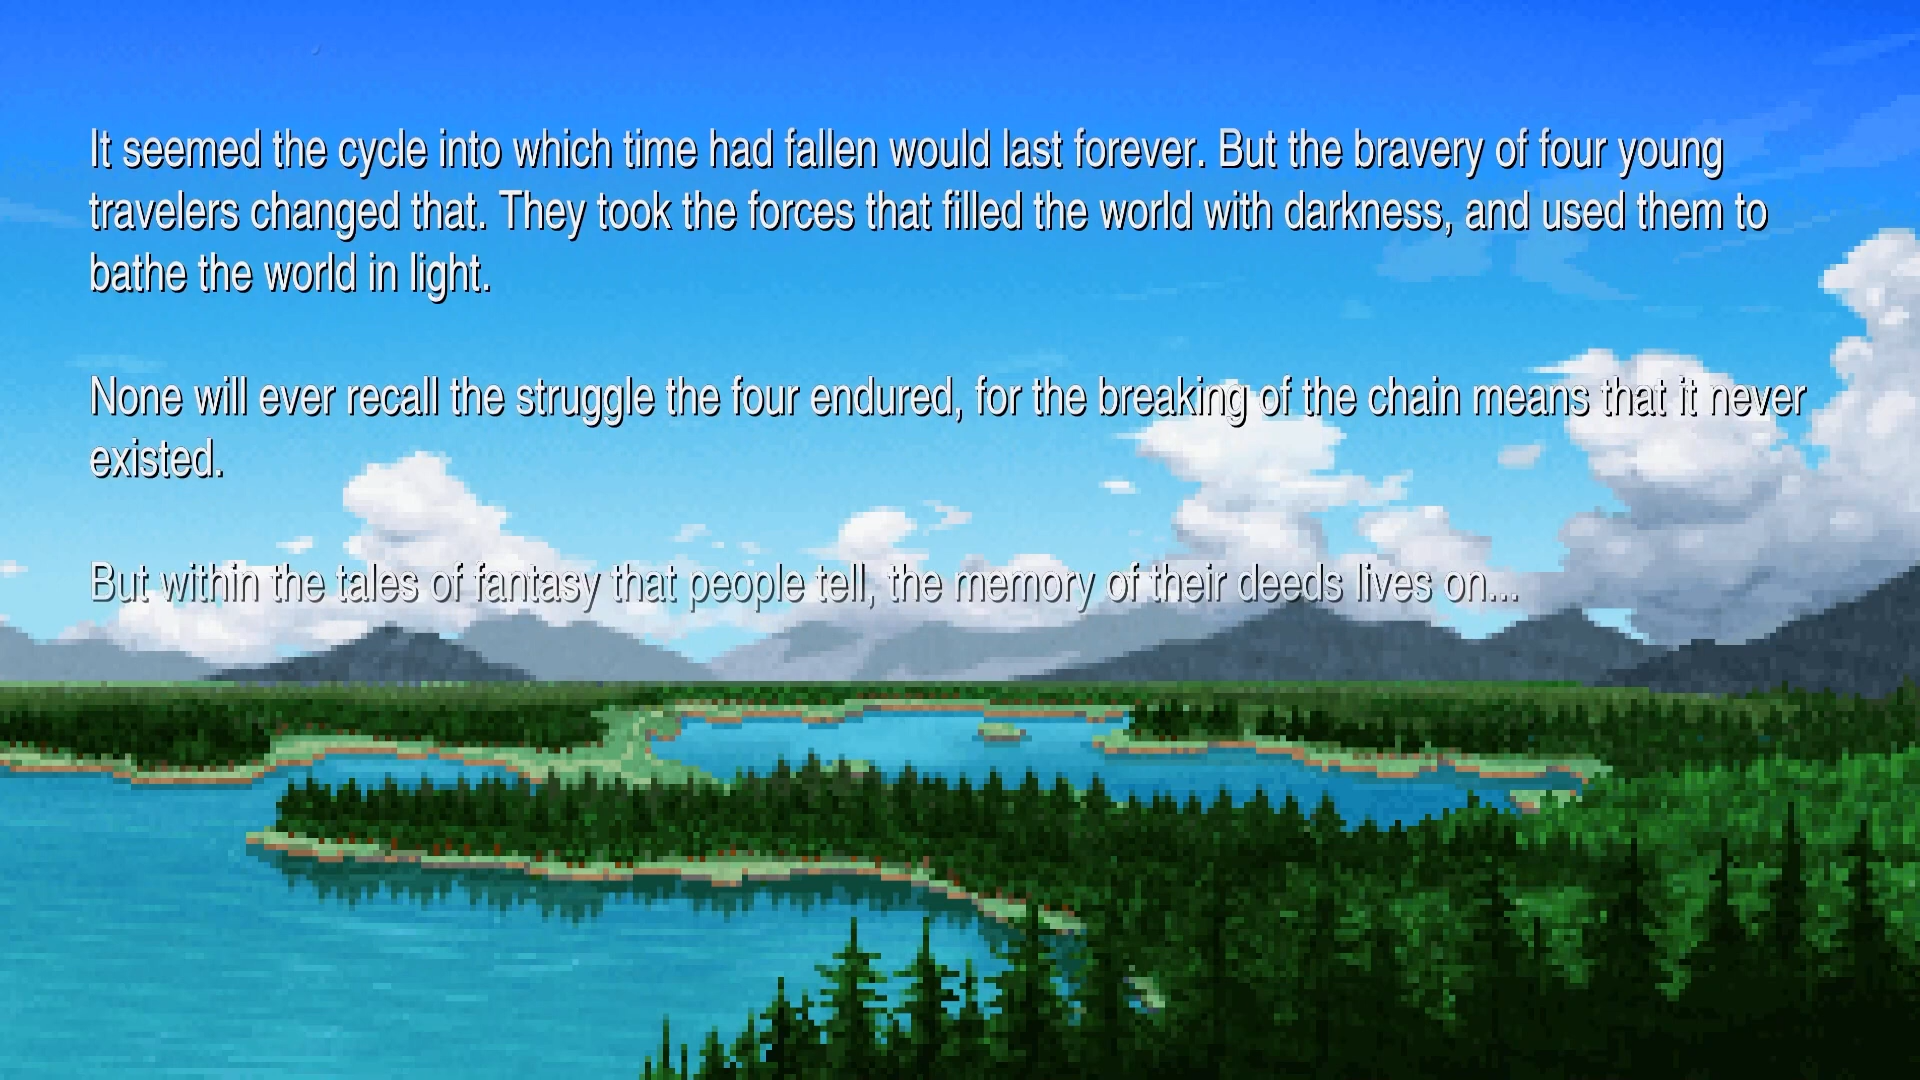 It seemed the cycle into which time had fallen would last forever. But the bravery of four young
travelers changed that. They took the forces that filled the world with darkness, and used them to
bathe the world in light.
None will ever recall the struggle the four endured, for the breaking of the chain means that it never
existed.
But within the tales of fantasy that people tell, the memory of their deeds lives on...